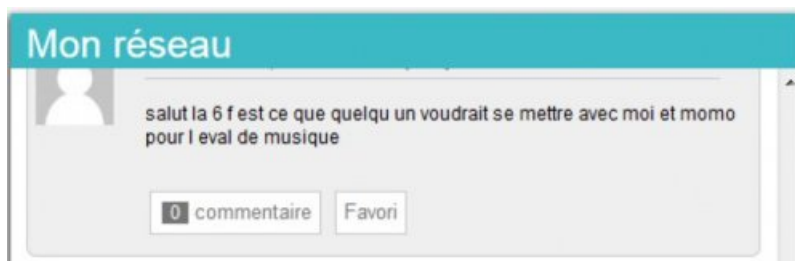 Mon réseau
salut la 6 f est ce que quelqu un voudrait se mettre avec moi et momo
pour l eval de musique
0 commentaire Favori